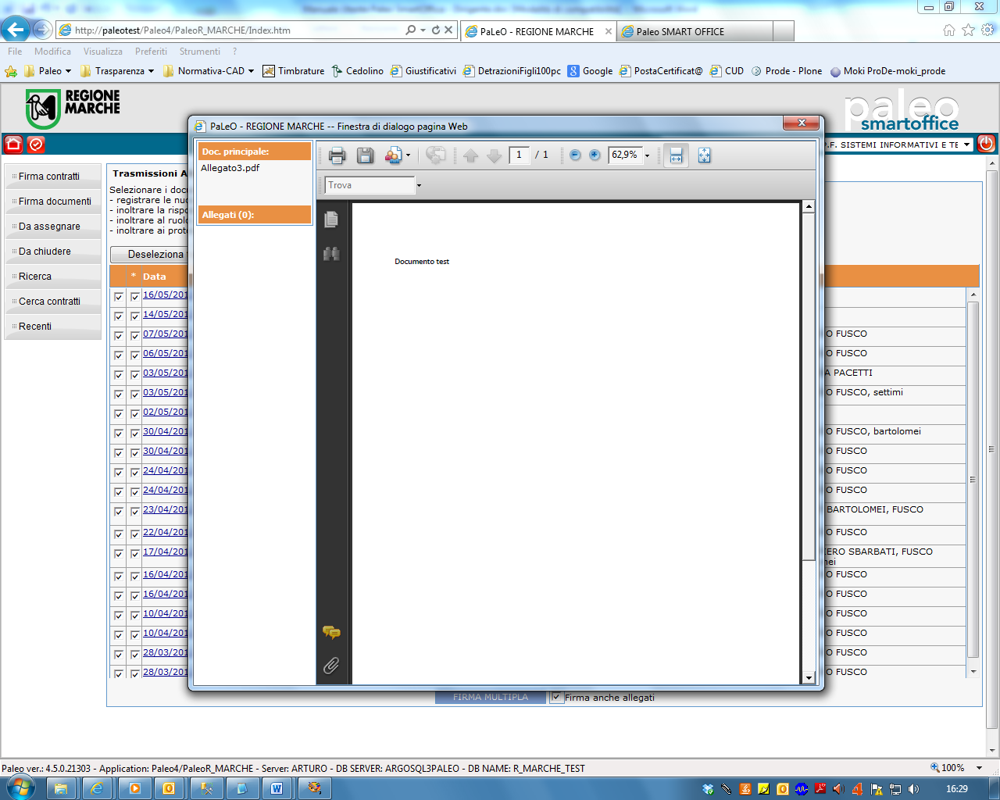 http://paleotest/Paleo4/PaleoR_MARCHE/Index.htm
PaLeO - REGIONE MARCHE
Paleo SMART OFFICE
File Modifica Visualizza Preferiti Strumenti ?
Paleo Trasparenza Normativa-CAD Timbrature Cedolino Giustificativi DetrazioniFigli100pc Google PostaCertificat@ CUD Prode - Plone Moki ProDe-moki_prode
REGIONE
MARCHE
paleo
smartoffice
P.F. SISTEMI INFORMATIVI E TE
Firma contratti
Firma documenti
Da assegnare
Da chiudere
Ricerca
Cerca contratti
Recenti
Trasmissioni A
Selezionare i docu
- registrare le nuo
- inoltrare la rispo
- inoltrare al ruolo
- inoltrare ai proto
Deseleziona
* Data
16/05/201
14/05/201
07/05/201 O FUSCO
06/05/201 O FUSCO
03/05/201 A PACETTI
03/05/201 O FUSCO, settimi
02/05/201
30/04/201 O FUSCO, bartolomei
30/04/201 O FUSCO
24/04/201 O FUSCO
24/04/201 O FUSCO
23/04/201 BARTOLOMEI, FUSCO
22/04/201 O FUSCO
17/04/201 ERO SBARBATI, FUSCO
nei
16/04/201 O FUSCO
16/04/201 O FUSCO
10/04/201 O FUSCO
10/04/201 O FUSCO
28/03/201 O FUSCO
28/03/201 O FUSCO
PaLeO - REGIONE MARCHE -- Finestra di dialogo pagina Web
Doc. principale:
Allegato3.pdf
Allegati (0):
1 / 1 62,9%
Trova
Documento test
FIRMA MULTIPLA Firma anche allegati
Paleo ver.: 4.5.0.21303 - Application: Paleo4/PaleoR_MARCHE - Server: ARTURO - DB SERVER: ARGOSQL3PALEO - DB NAME: R_MARCHE_TEST
100%
16:29